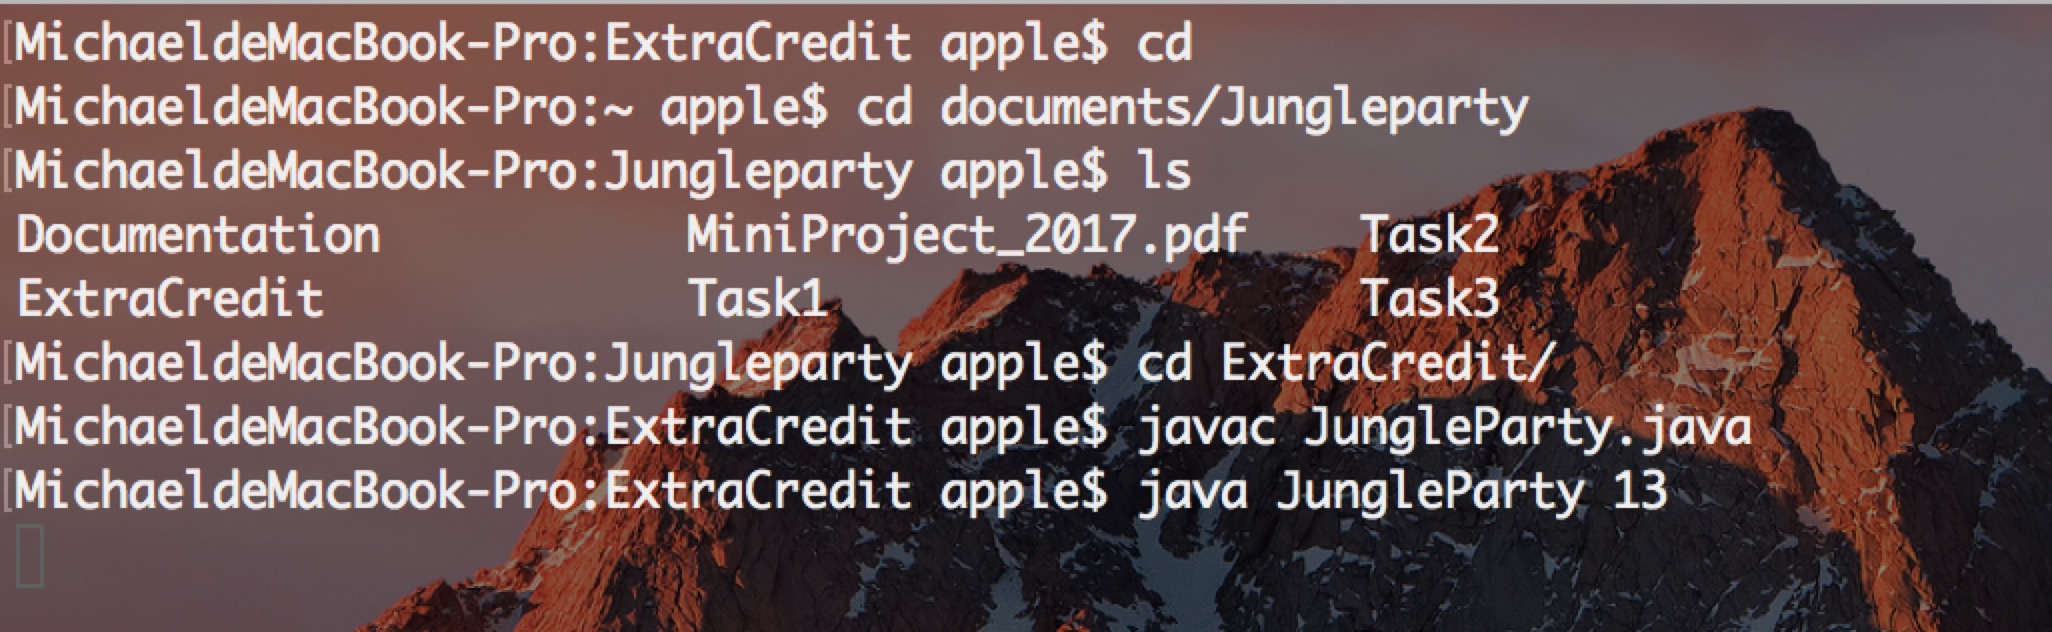 [MichaeldeMacBook-Pro:ExtraCredit apple$ cd
[MichaeldeMacBook-Pro:~ apple$ cd documents/Jungleparty
[MichaeldeMacBook-Pro:Jungleparty apple$ ls
Documentation MiniProject_2017.pdf Task2
ExtraCredit Task1 Task3
[MichaeldeMacBook-Pro:Jungleparty apple$ cd ExtraCredit/
[MichaeldeMacBook-Pro:ExtraCredit apple$ javac JungleParty.java
[MichaeldeMacBook-Pro:ExtraCredit apple$ java JungleParty 13